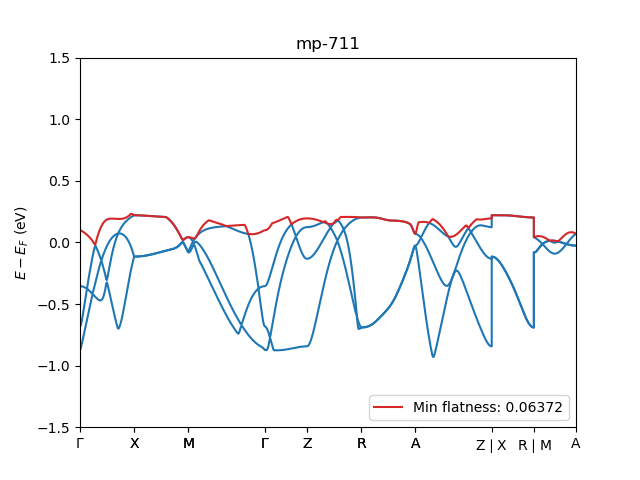 mp-711
1.5
1.0
0.5
0.0
−0.5
−1.0
−1.5
E − E_F (eV)
Min flatness: 0.06372
Γ X M Γ Z R A Z | X R | M A